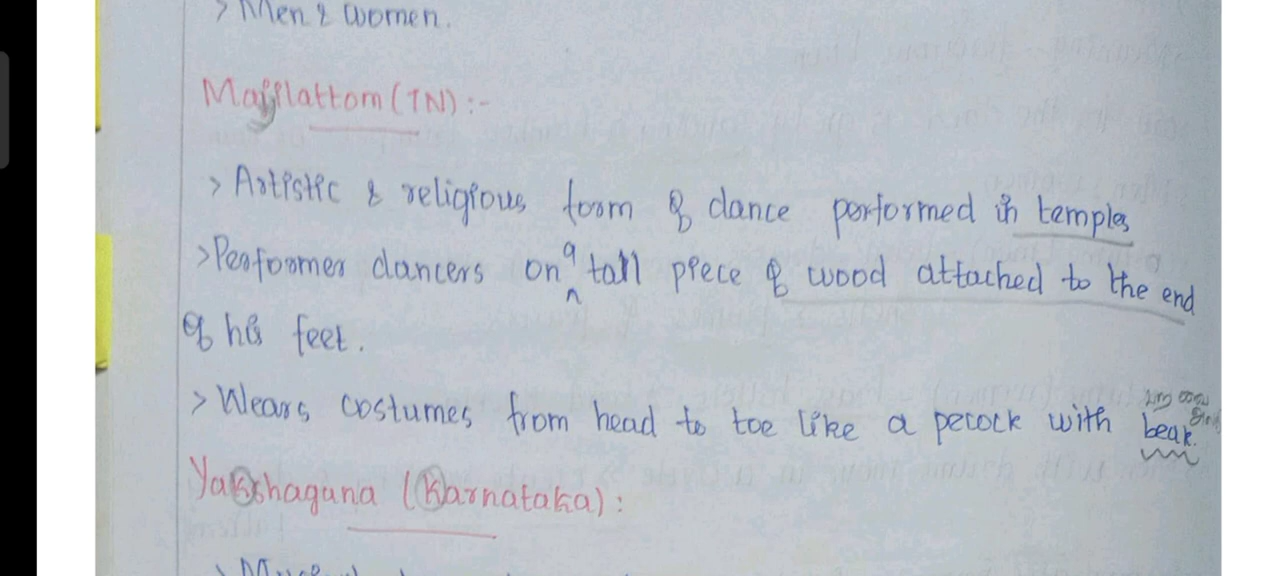 > Men & women.
Mayilattom (TN) :-
> Artistic & religious form of dance performed in temples
> Performer dancers on a tall piece of wood attached to the end
of his feet.
> Wears costumes from head to toe like a pecock with beak.
Yakshagana (Karnataka) :